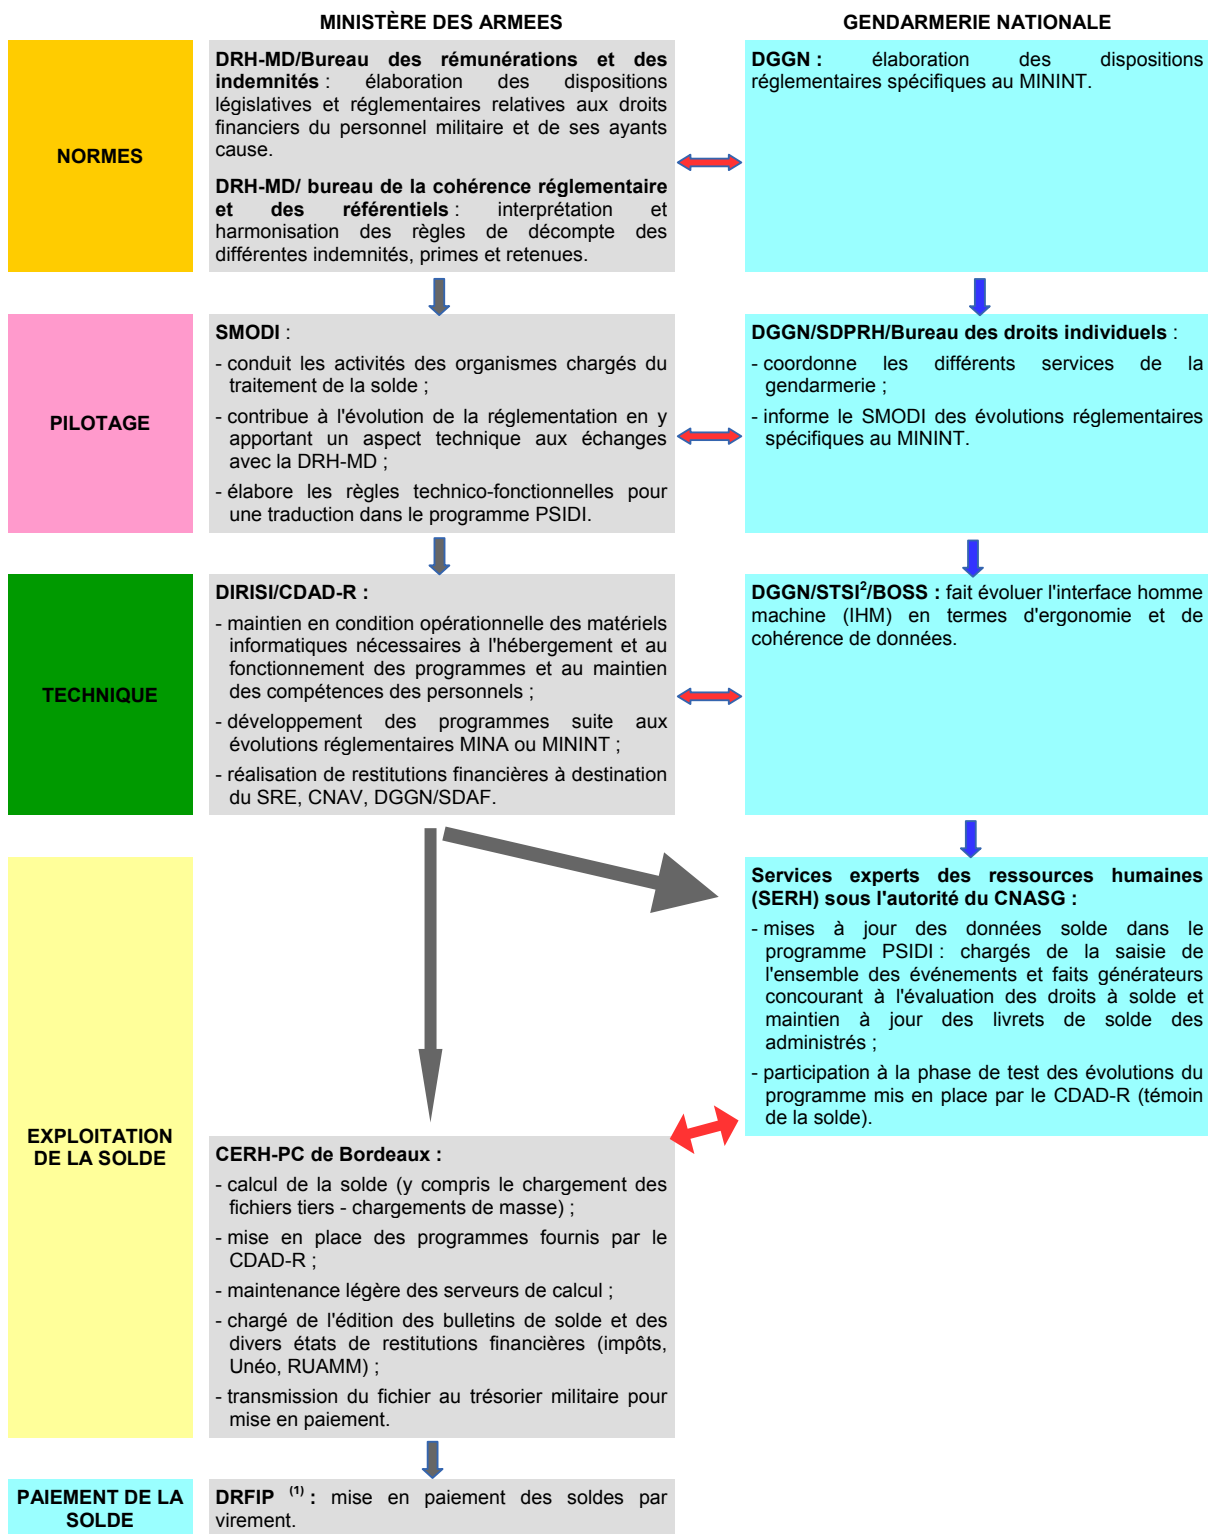 MINISTÈRE DES ARMEES
GENDARMERIE NATIONALE
NORMES
DRH-MD/Bureau des rémunérations et des
indemnités : élaboration des dispositions
législatives et réglementaires relatives aux droits
financiers du personnel militaire et de ses ayants
cause.
DRH-MD/ bureau de la cohérence réglementaire
et des référentiels : interprétation et
harmonisation des règles de décompte des
différentes indemnités, primes et retenues.
DGGN : élaboration des dispositions
réglementaires spécifiques au MININT.
PILOTAGE
SMODI :
- conduit les activités des organismes chargés du
traitement de la solde ;
- contribue à l'évolution de la réglementation en y
apportant un aspect technique aux échanges
avec la DRH-MD ;
- élabore les règles technico-fonctionnelles pour
une traduction dans le programme PSIDI.
DGGN/SDPRH/Bureau des droits individuels :
- coordonne les différents services de la
gendarmerie ;
- informe le SMODI des évolutions réglementaires
spécifiques au MININT.
TECHNIQUE
DIRISI/CDAD-R :
- maintien en condition opérationnelle des matériels
informatiques nécessaires à l'hébergement et au
fonctionnement des programmes et au maintien
des compétences des personnels ;
- développement des programmes suite aux
évolutions réglementaires MINA ou MININT ;
- réalisation de restitutions financières à destination
du SRE, CNAV, DGGN/SDAF.
DGGN/STSI²/BOSS : fait évoluer l'interface homme
machine (IHM) en termes d'ergonomie et de
cohérence de données.
EXPLOITATION
DE LA SOLDE
Services experts des ressources humaines
(SERH) sous l'autorité du CNASG :
- mises à jour des données solde dans le
programme PSIDI : chargés de la saisie de
l'ensemble des événements et faits générateurs
concourant à l'évaluation des droits à solde et
maintien à jour des livrets de solde des
administrés ;
- participation à la phase de test des évolutions du
programme mis en place par le CDAD-R (témoin
de la solde).
CERH-PC de Bordeaux :
- calcul de la solde (y compris le chargement des
fichiers tiers - chargements de masse) ;
- mise en place des programmes fournis par le
CDAD-R ;
- maintenance légère des serveurs de calcul ;
- chargé de l'édition des bulletins de solde et des
divers états de restitutions financières (impôts,
Unéo, RUAMM) ;
- transmission du fichier au trésorier militaire pour
mise en paiement.
PAIEMENT DE LA
SOLDE
DRFIP (1) : mise en paiement des soldes par
virement.